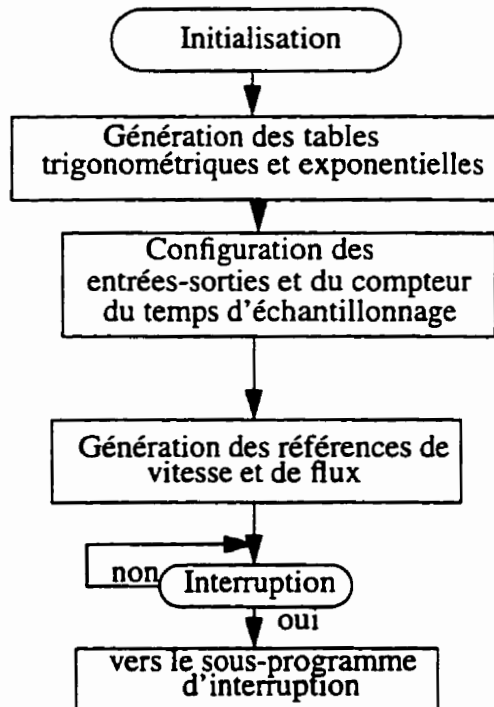 Initialisation
Génération des tables
trigonométriques et exponentielles
Configuration des
entrées-sorties et du compteur
du temps d'échantillonnage
Génération des références de
vitesse et de flux
non
Interruption
oui
vers le sous-programme
d'interruption